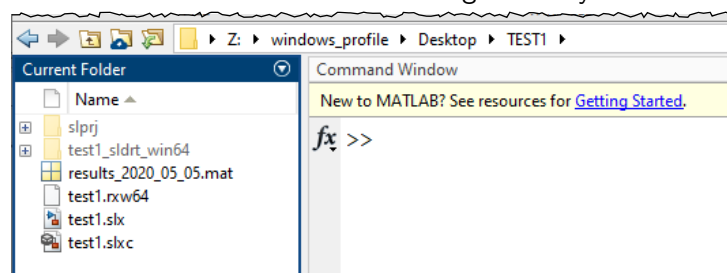 Z: windows_profile Desktop TEST1
Current Folder
Command Window
Name
New to MATLAB? See resources for Getting Started.
fx >>
slprj
test1_sldrt_win64
results_2020_05_05.mat
test1.rxw64
test1.slx
test1.slxc